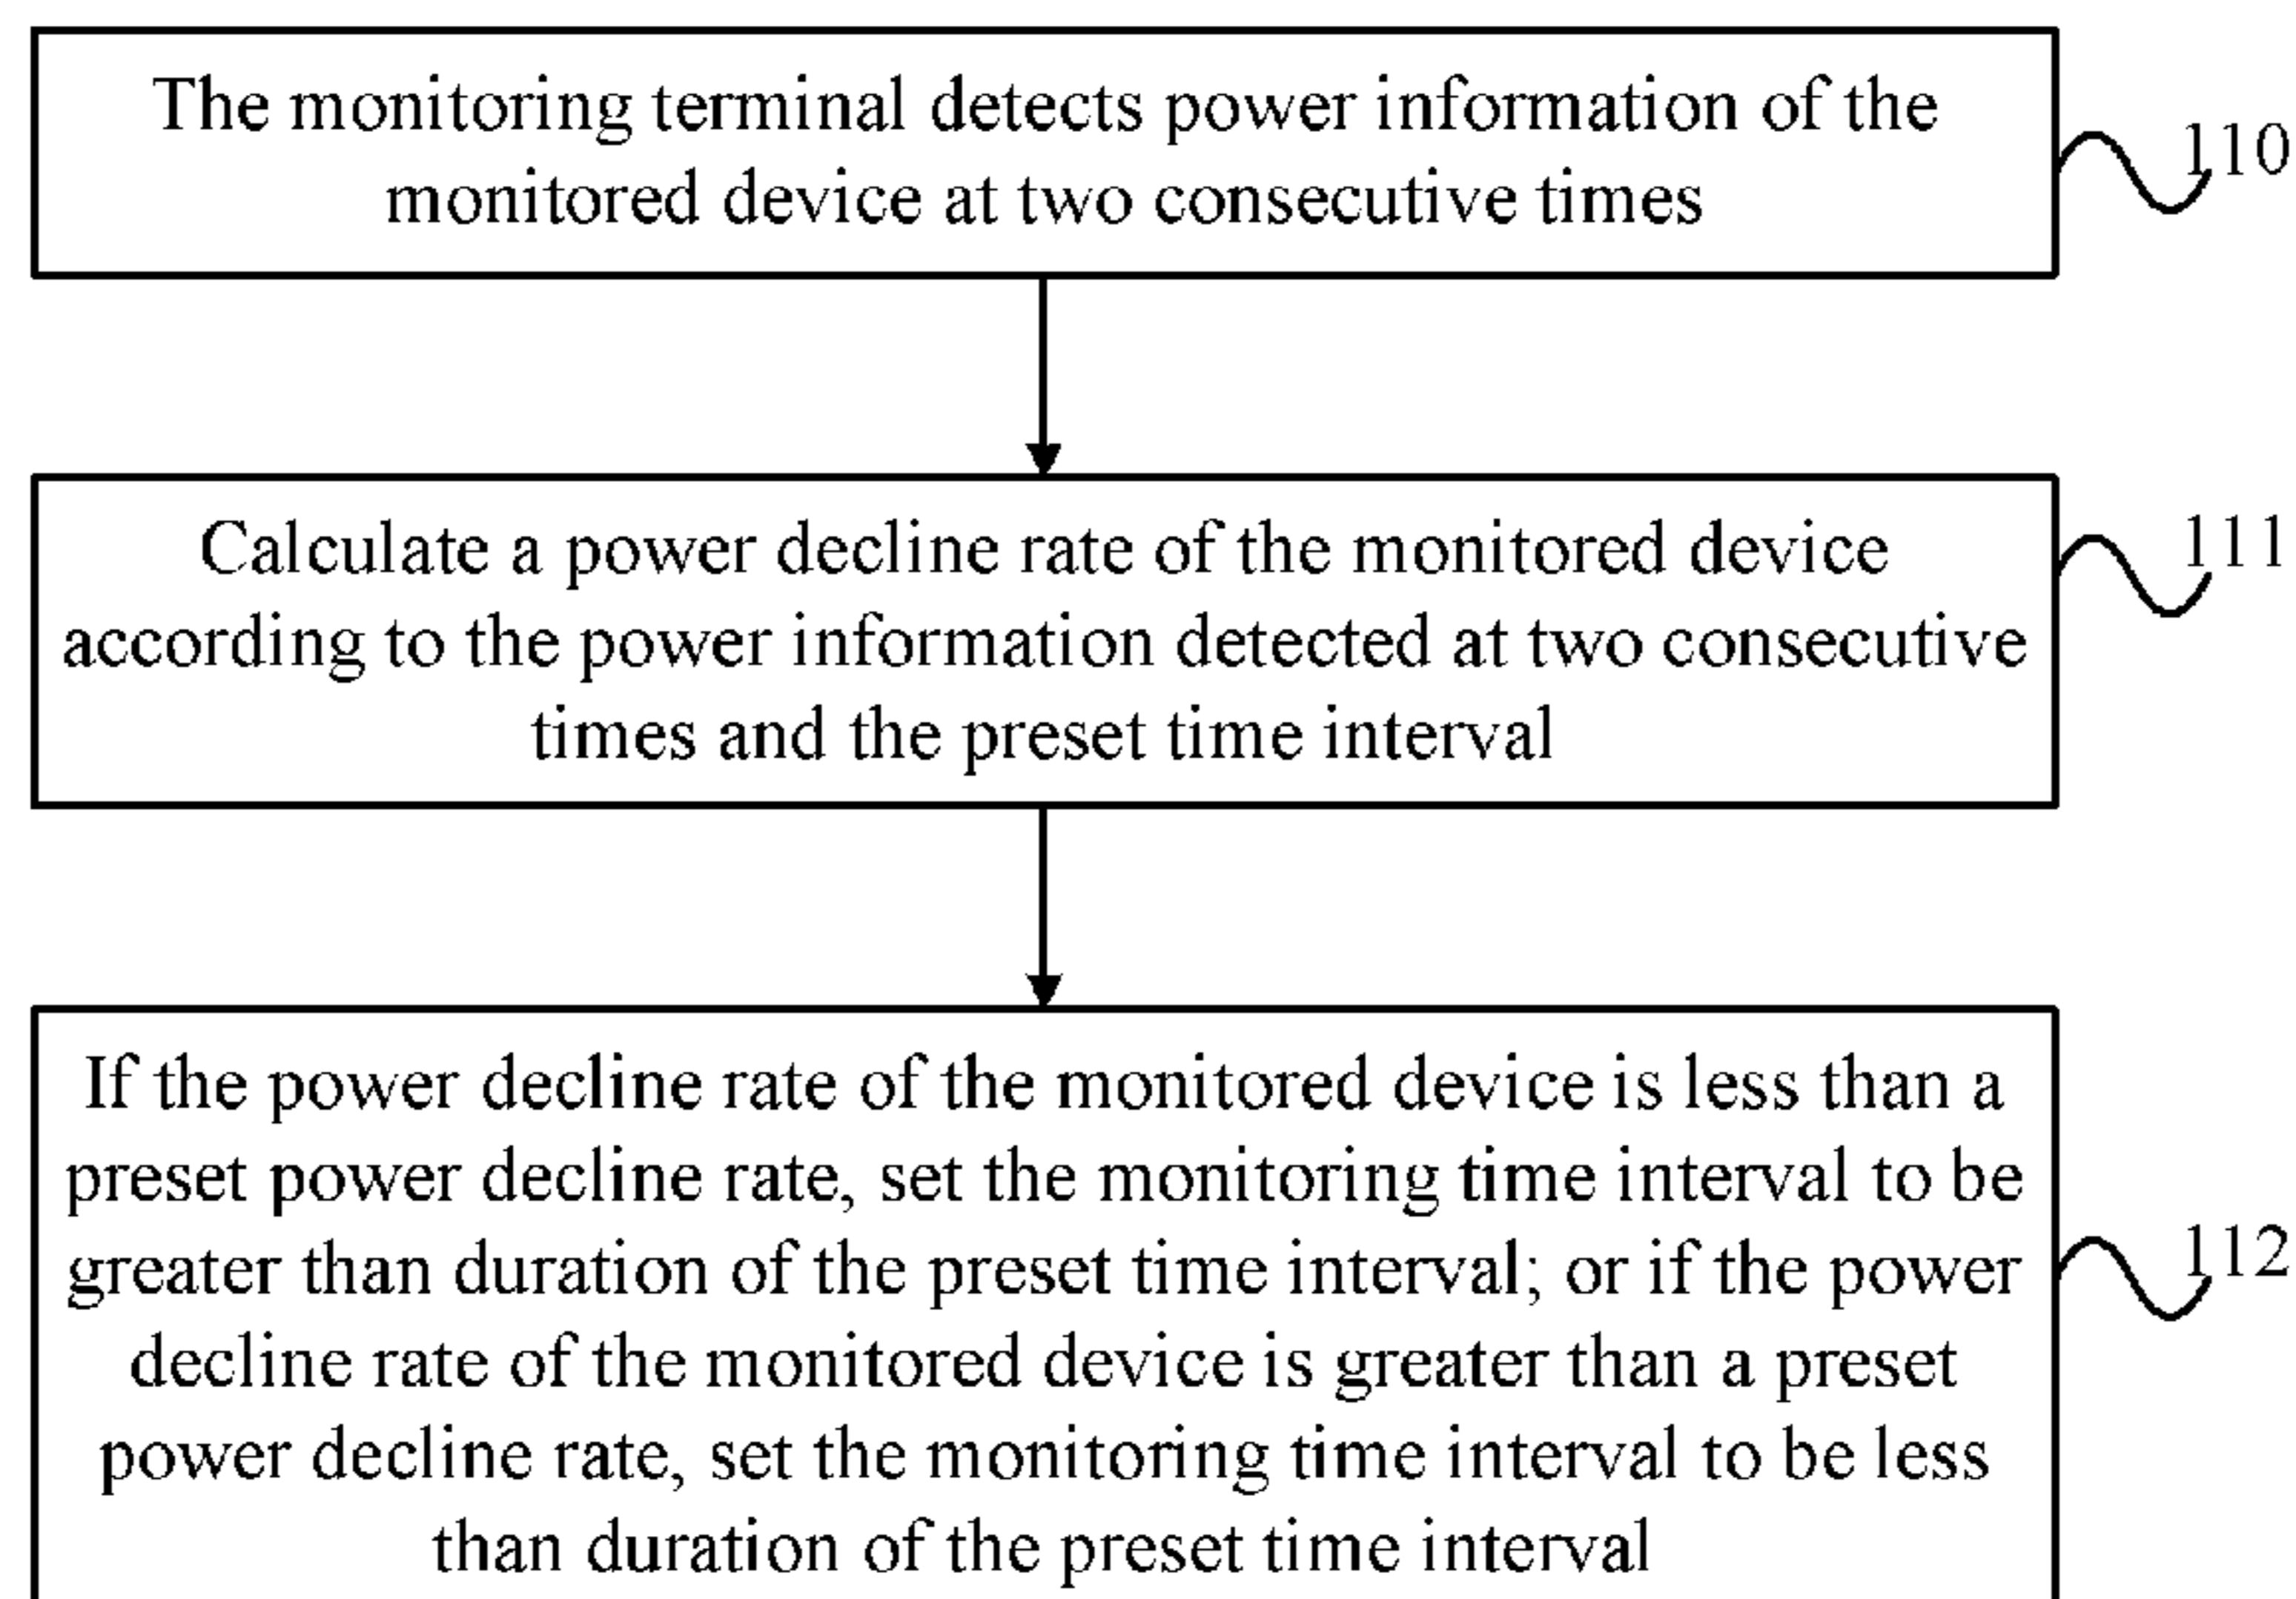 The monitoring terminal detects power information of the
monitored device at two consecutive times
110
Calculate a power decline rate of the monitored device
according to the power information detected at two consecutive
times and the preset time interval
111
If the power decline rate of the monitored device is less than a
preset power decline rate, set the monitoring time interval to be
greater than duration of the preset time interval; or if the power
decline rate of the monitored device is greater than a preset
power decline rate, set the monitoring time interval to be less
than duration of the preset time interval
112